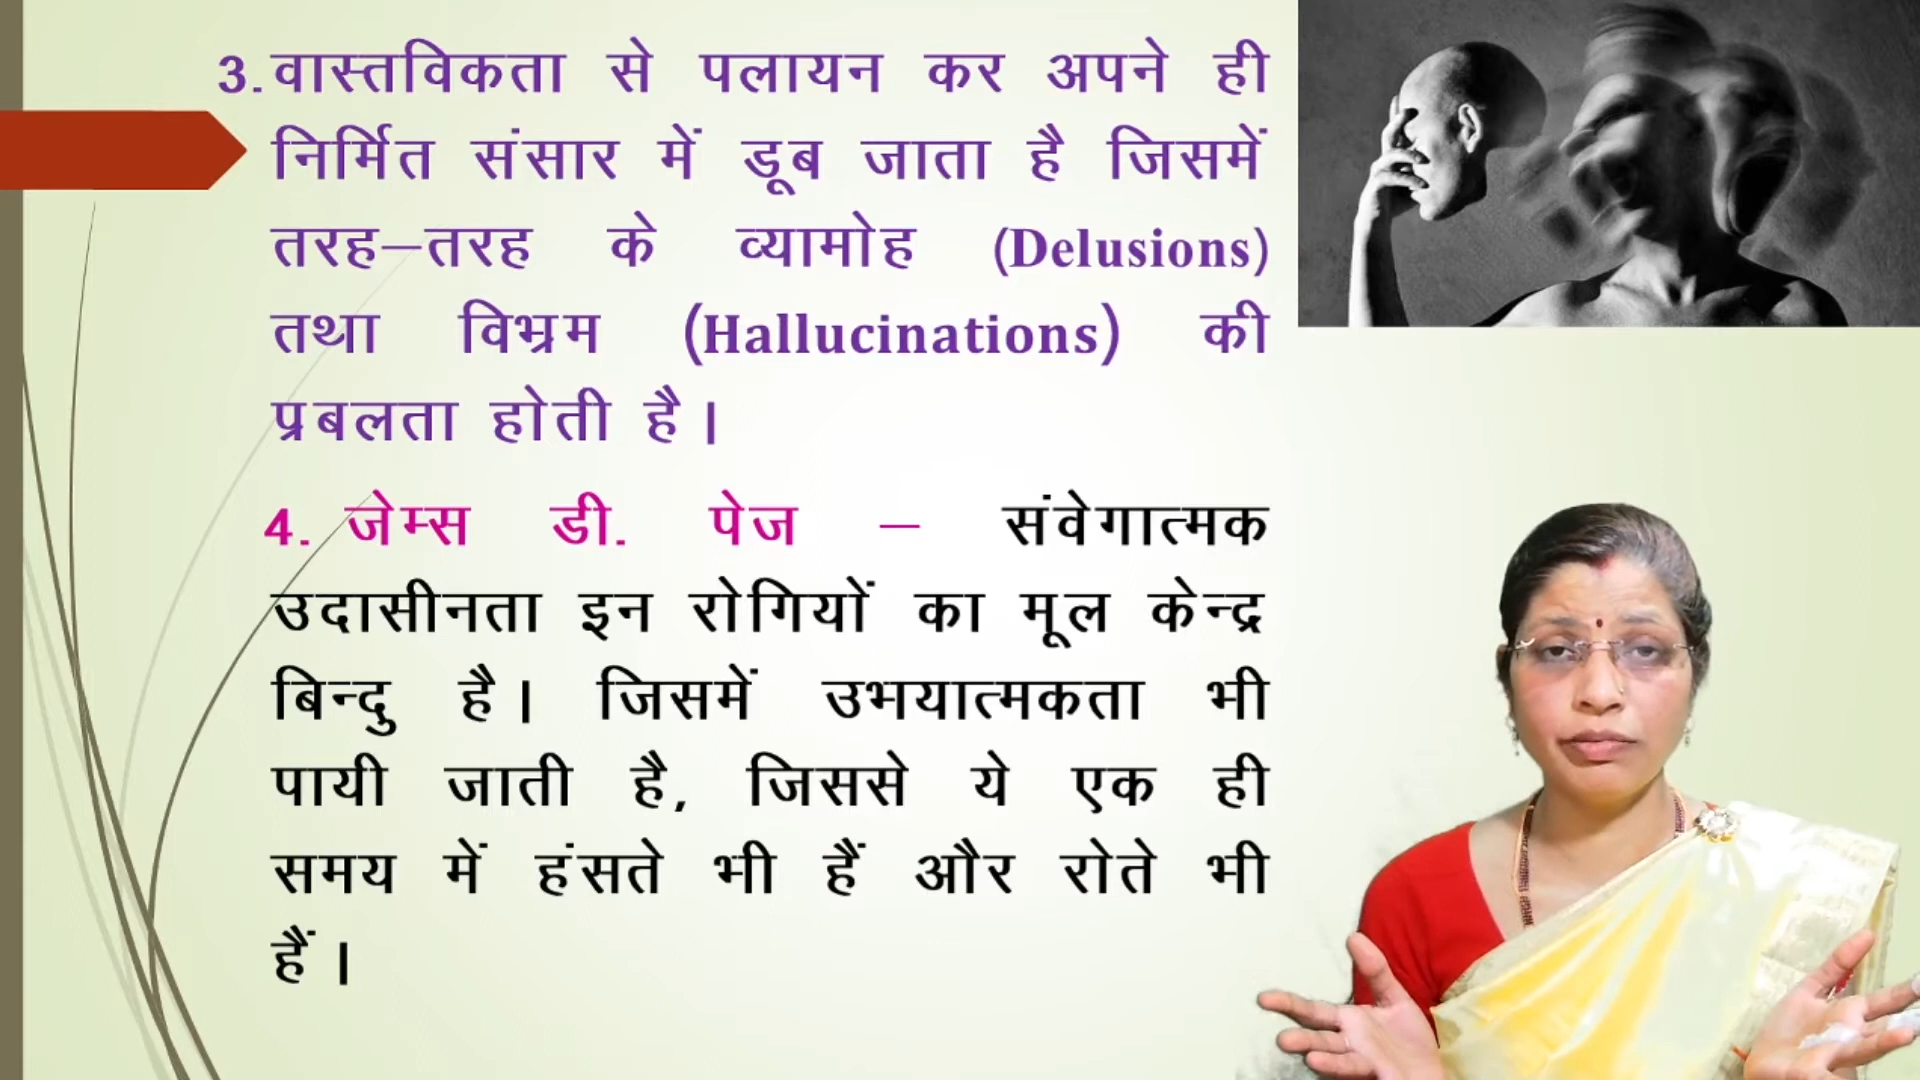 3. वास्तविकता से पलायन कर अपने ही
निर्मित संसार में डूब जाता है जिसमें
तरह–तरह के व्यामोह (Delusions)
तथा विभ्रम (Hallucinations) की
प्रबलता होती है।
4. जेम्स डी. पेज – संवेगात्मक
उदासीनता इन रोगियों का मूल केन्द्र
बिन्दु है। जिसमें उभयात्मकता भी
पायी जाती है, जिससे ये एक ही
समय में हंसते भी हैं और रोते भी
हैं।